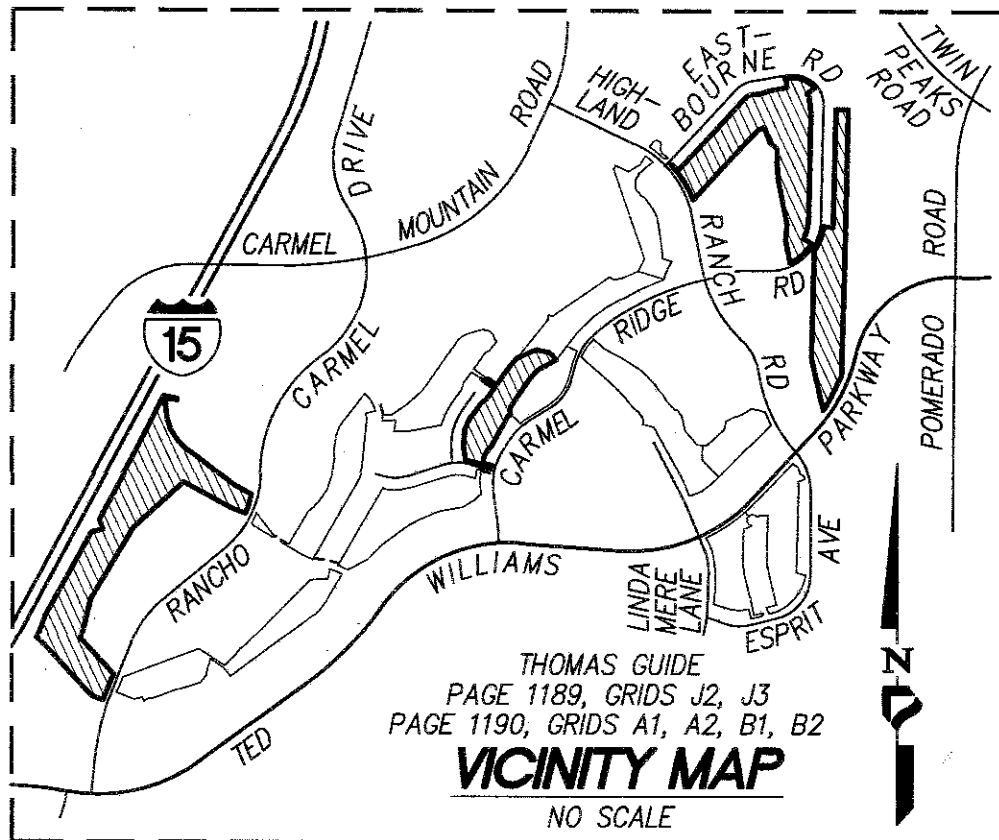 TWIN
PEAKS
ROAD
EAST-
BOURNE
RD
HIGH-
LAND
ROAD
DRIVE
MOUNTAIN
CARMEL
RANCH
RD
RIDGE
RD
POMERADO ROAD
15
CARMEL
CARMEL
PARKWAY
RANCHO
WILLIAMS
LINDA
MERE
LANE
AVE
ESPRIT
TED
THOMAS GUIDE
PAGE 1189, GRIDS J2, J3
PAGE 1190, GRIDS A1, A2, B1, B2
VICINITY MAP
NO SCALE
N